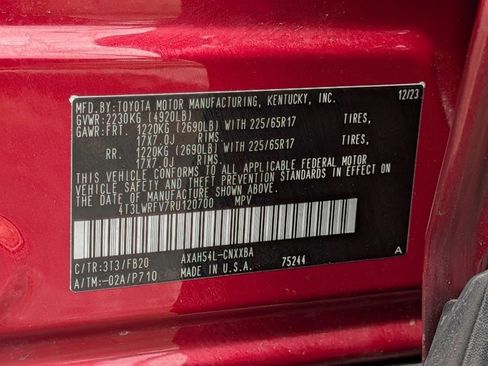 MFD.BY:TOYOTA MOTOR MANUFACTURING, KENTUCKY, INC. 12/23
GVWR:2230KG (4920LB)
GAWR:FRT. 1220KG (2690LB) WITH 225/65R17 TIRES,
17X7.0J RIMS.
RR. 1220KG (2690LB) WITH 225/65R17 TIRES,
17X7.0J RIMS.
THIS VEHICLE CONFORMS TO ALL APPLICABLE FEDERAL MOTOR
VEHICLE SAFETY AND THEFT PREVENTION STANDARDS IN EFFECT ON
THE DATE OF MANUFACTURE SHOWN ABOVE.
4T3LWRFV7RU120700 MPV
C/TR:3T3/FB20 AXAH54L-CNXXBA A
A/TM:-02A/P710 MADE IN U.S.A. 75244